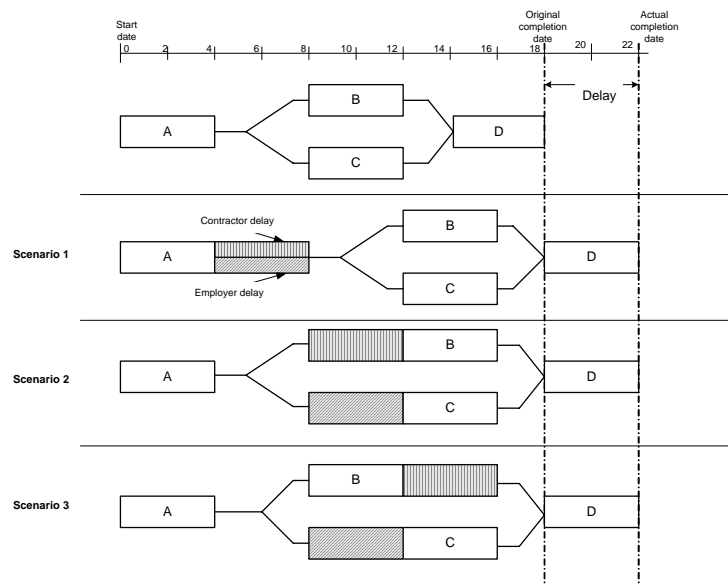 Start
date
Original
completion
date
Actual
completion
date
0 2 4 6 8 10 12 14 16 18 20 22
Delay
B
A
D
C
Contractor delay
B
Scenario 1
A
D
Employer delay
C
B
Scenario 2
A
D
C
B
Scenario 3
A
D
C